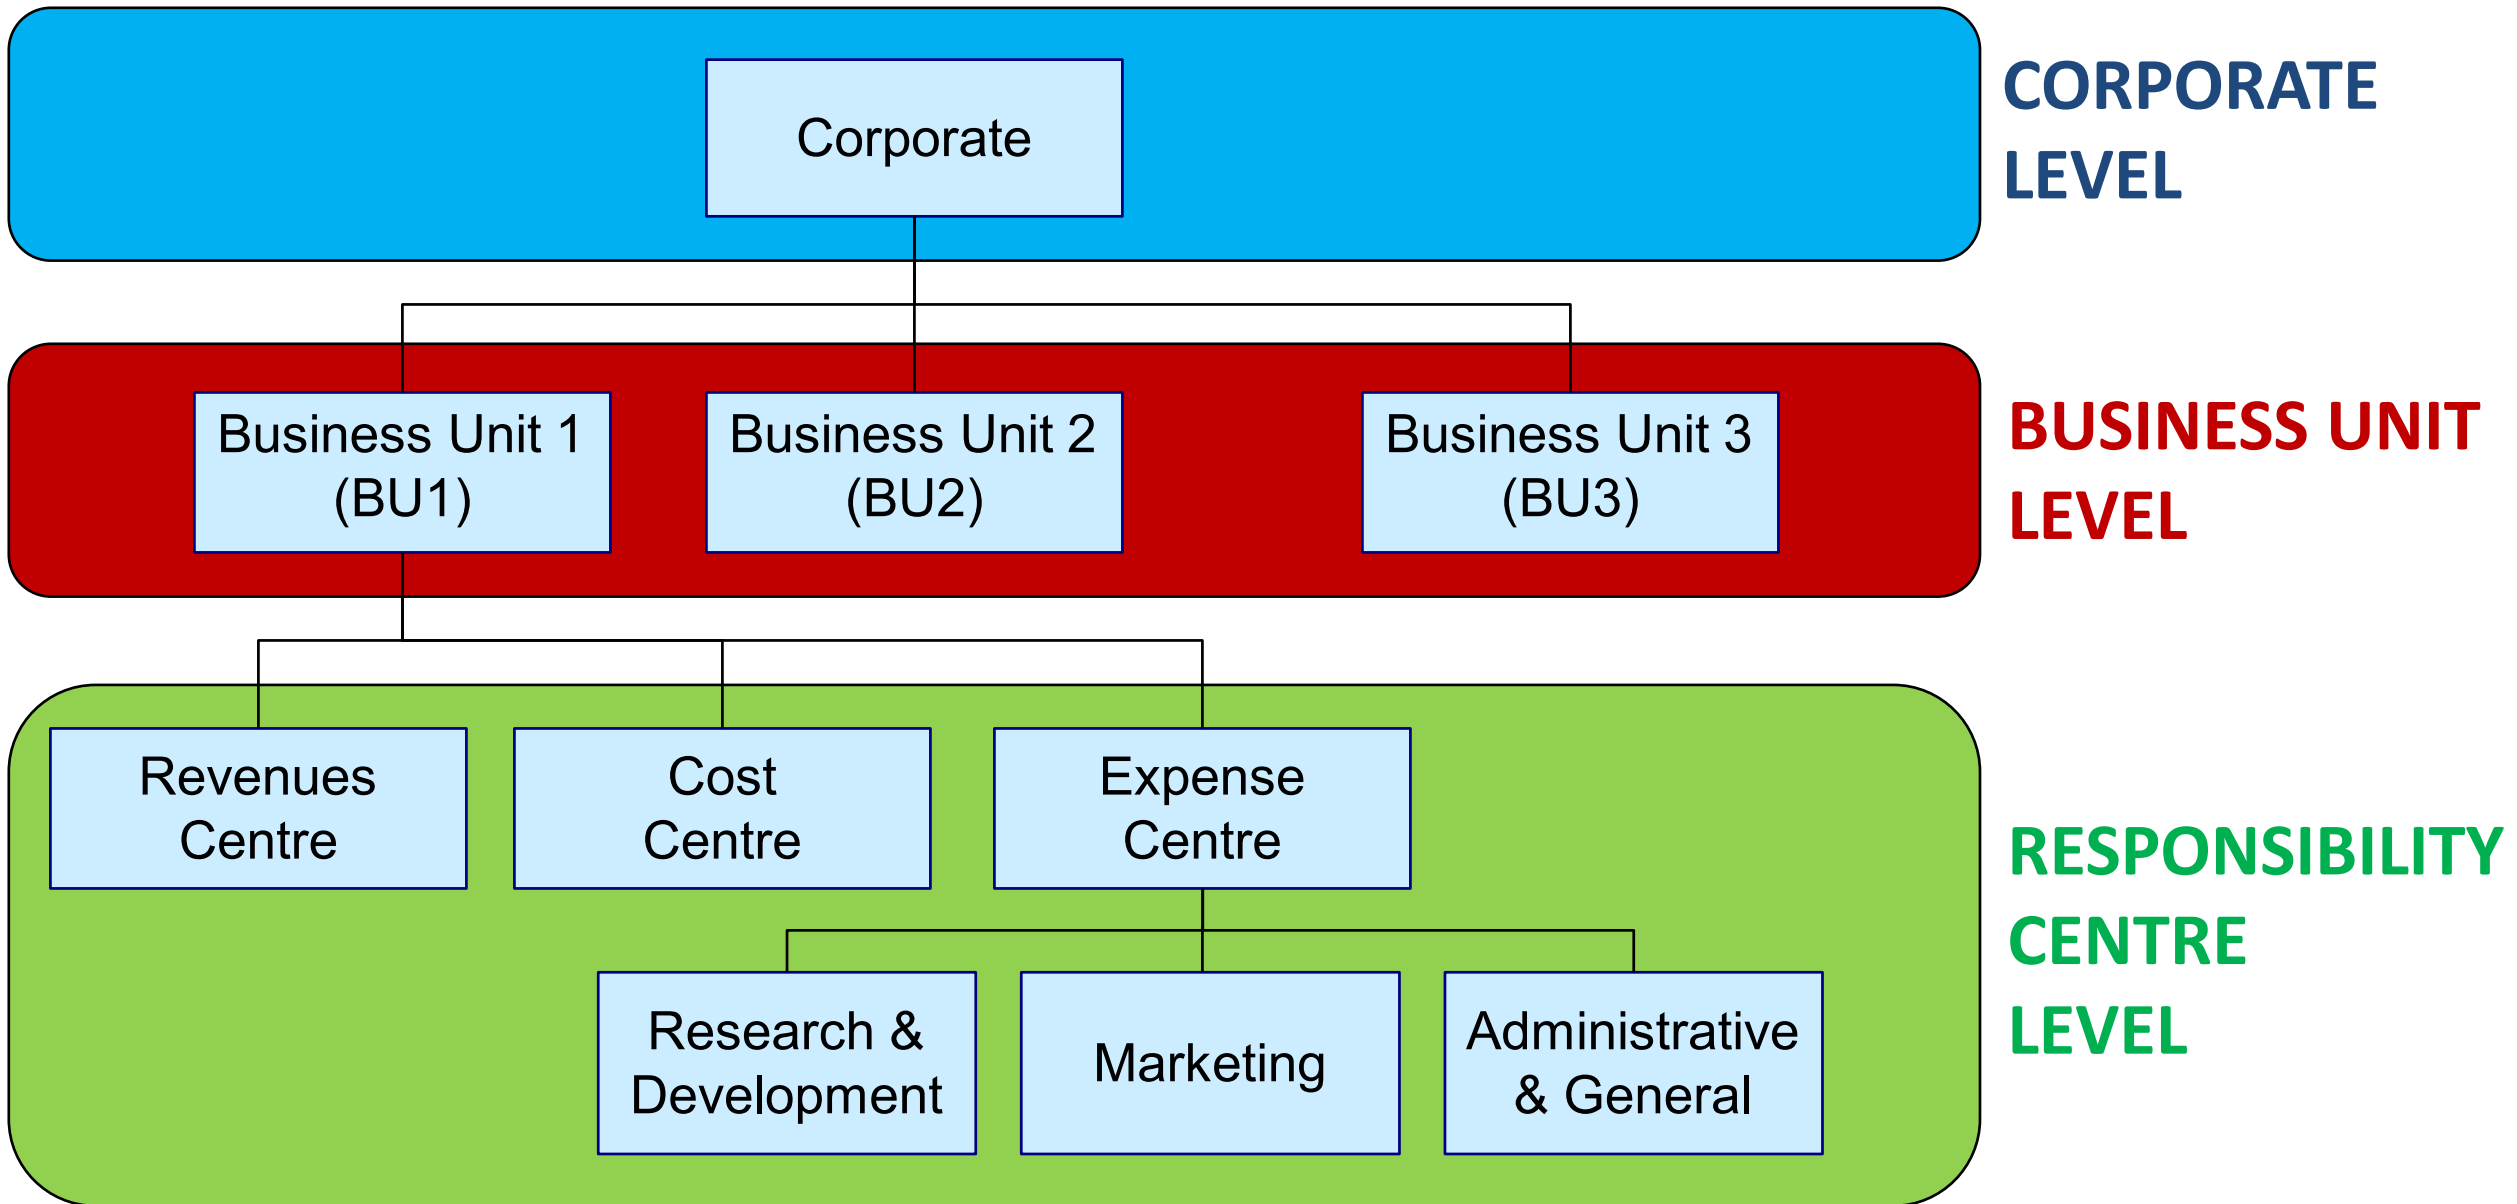 Corporate
CORPORATE
LEVEL
Business Unit 1
(BU1)
Business Unit 2
(BU2)
Business Unit 3
(BU3)
BUSINESS UNIT
LEVEL
Revenues
Centre
Cost
Centre
Expense
Centre
Research &
Development
Marketing
Administrative
& General
RESPONSIBILITY
CENTRE
LEVEL